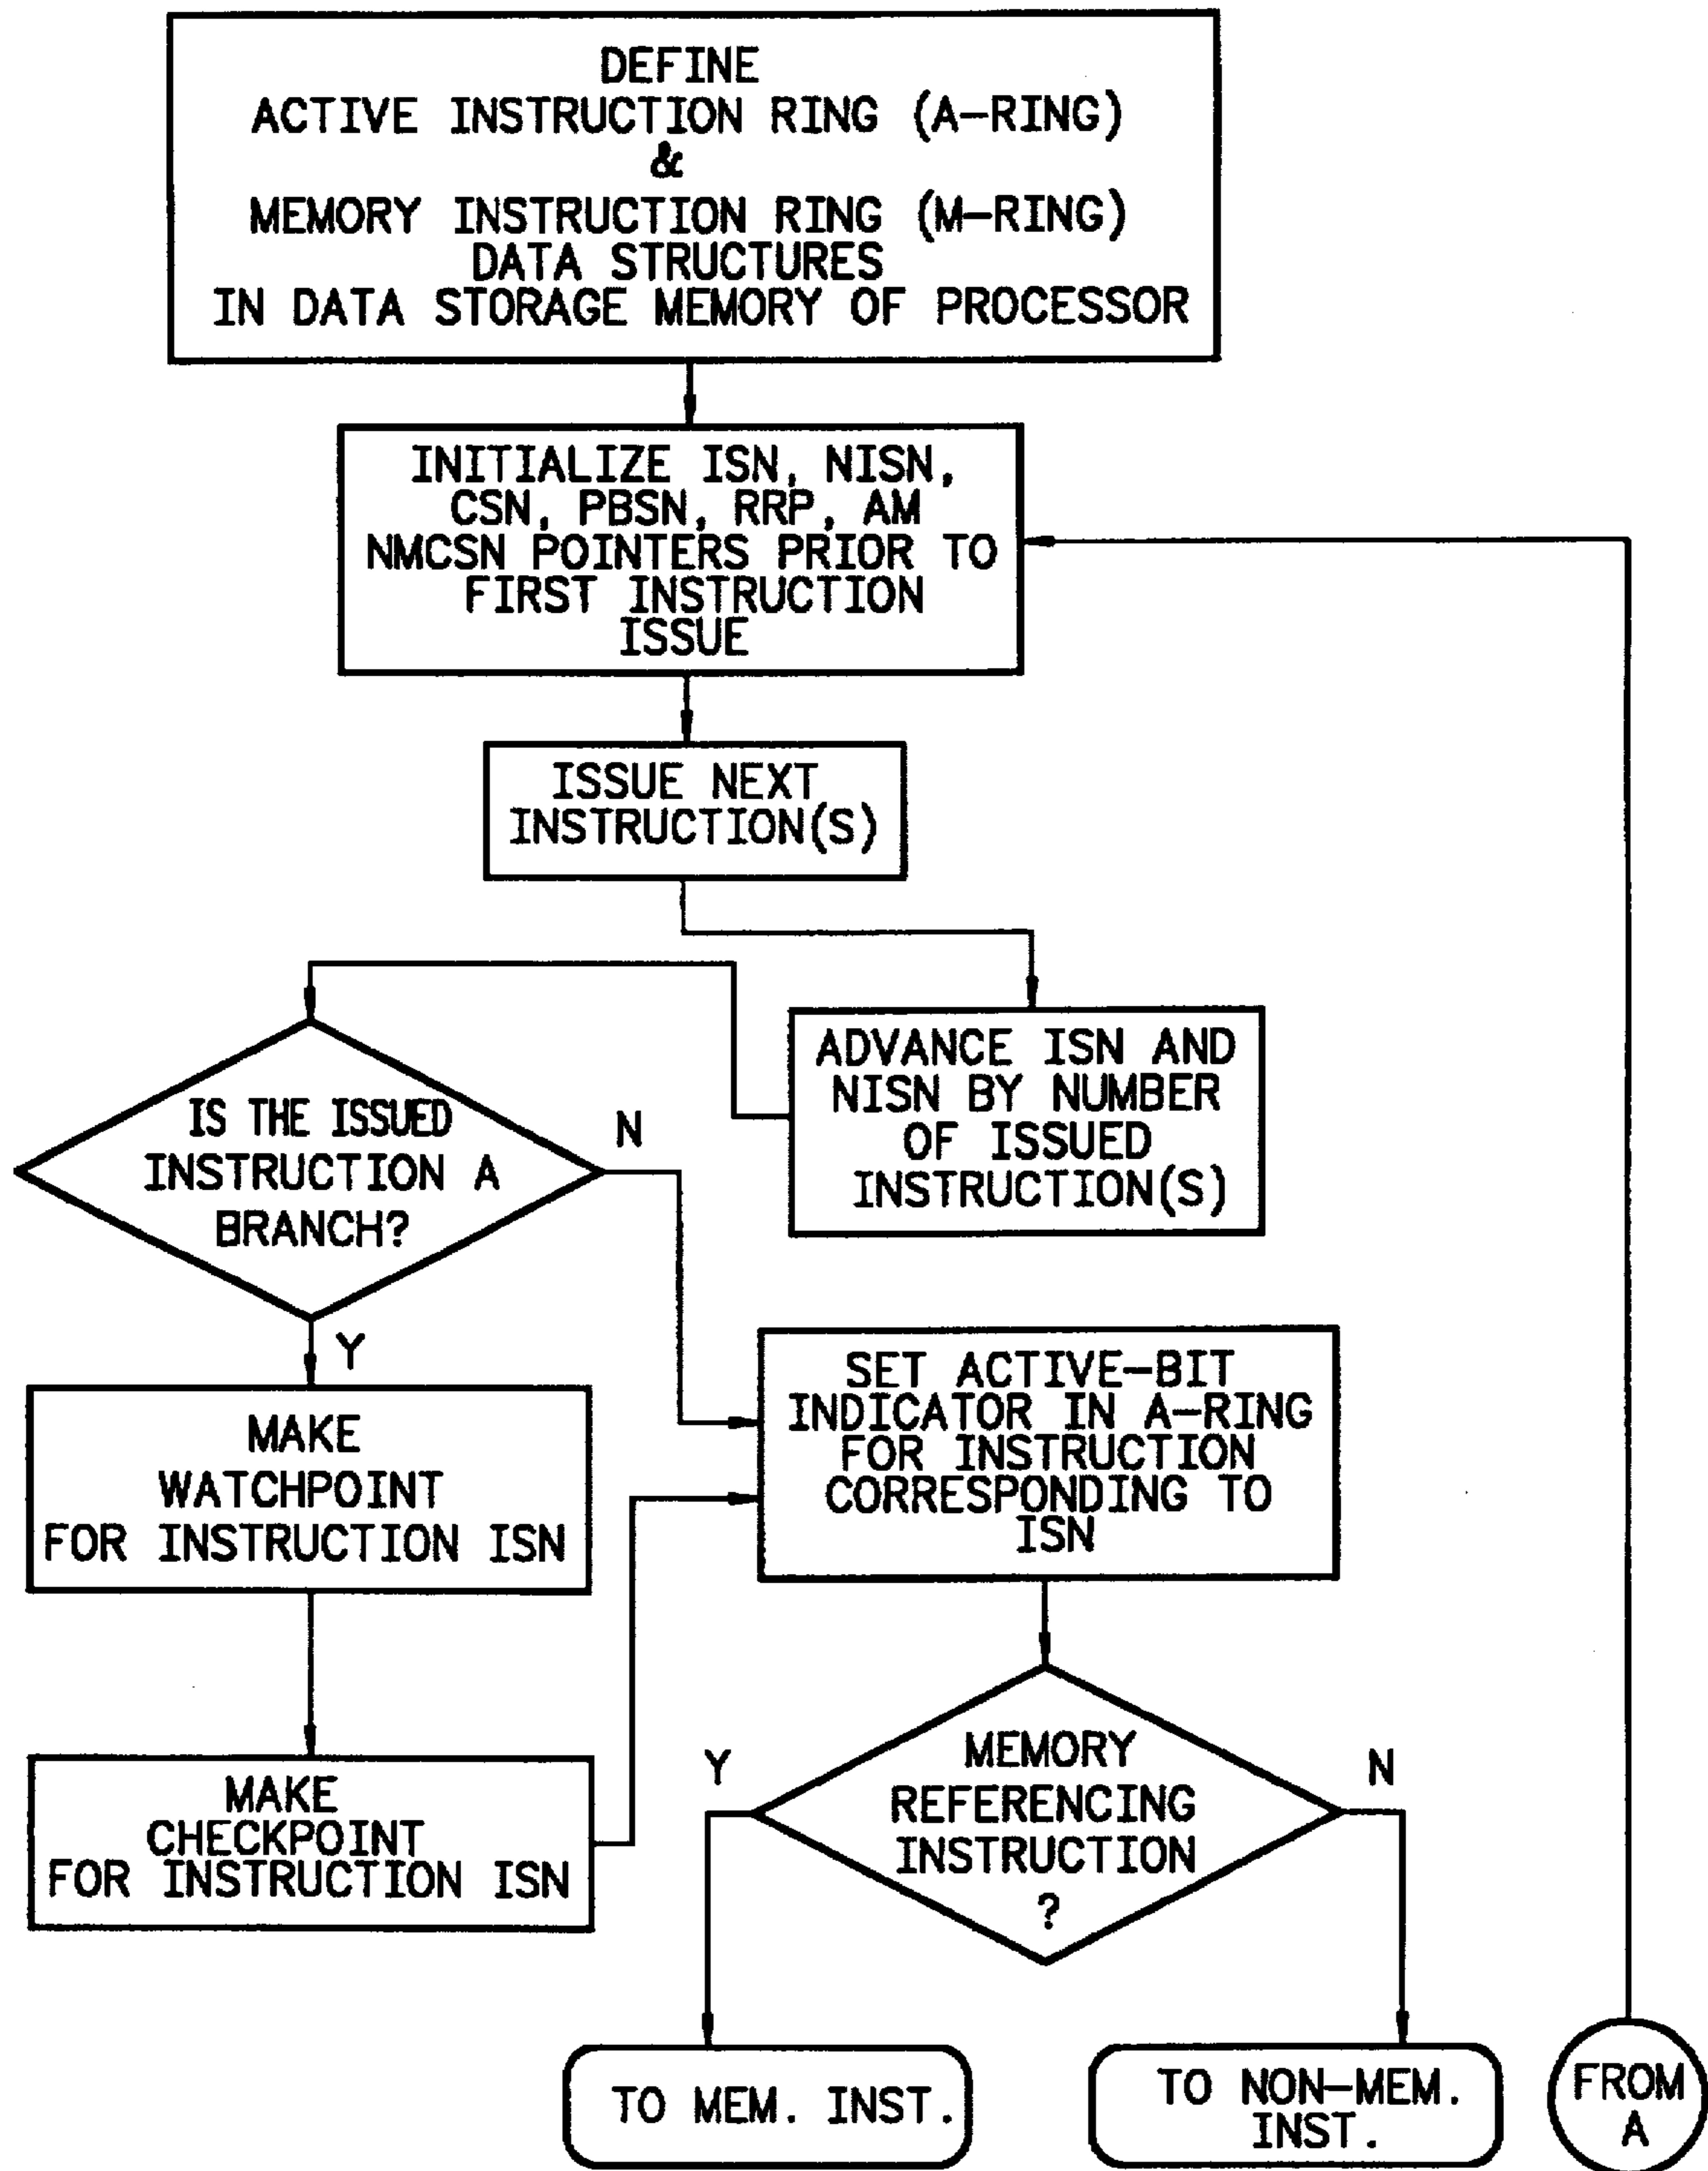 DEFINE
ACTIVE INSTRUCTION RING (A-RING)
&
MEMORY INSTRUCTION RING (M-RING)
DATA STRUCTURES
IN DATA STORAGE MEMORY OF PROCESSOR
INITIALIZE ISN, NISN,
CSN, PBSN, RRP, AM
NMCSN POINTERS PRIOR TO
FIRST INSTRUCTION
ISSUE
ISSUE NEXT
INSTRUCTION(S)
ADVANCE ISN AND
NISN BY NUMBER
OF ISSUED
INSTRUCTION(S)
IS THE ISSUED
INSTRUCTION A
BRANCH?
N
Y
MAKE
WATCHPOINT
FOR INSTRUCTION ISN
SET ACTIVE-BIT
INDICATOR IN A-RING
FOR INSTRUCTION
CORRESPONDING TO
ISN
MAKE
CHECKPOINT
FOR INSTRUCTION ISN
MEMORY
REFERENCING
INSTRUCTION
?
Y
N
TO MEM. INST.
TO NON-MEM.
INST.
FROM
A